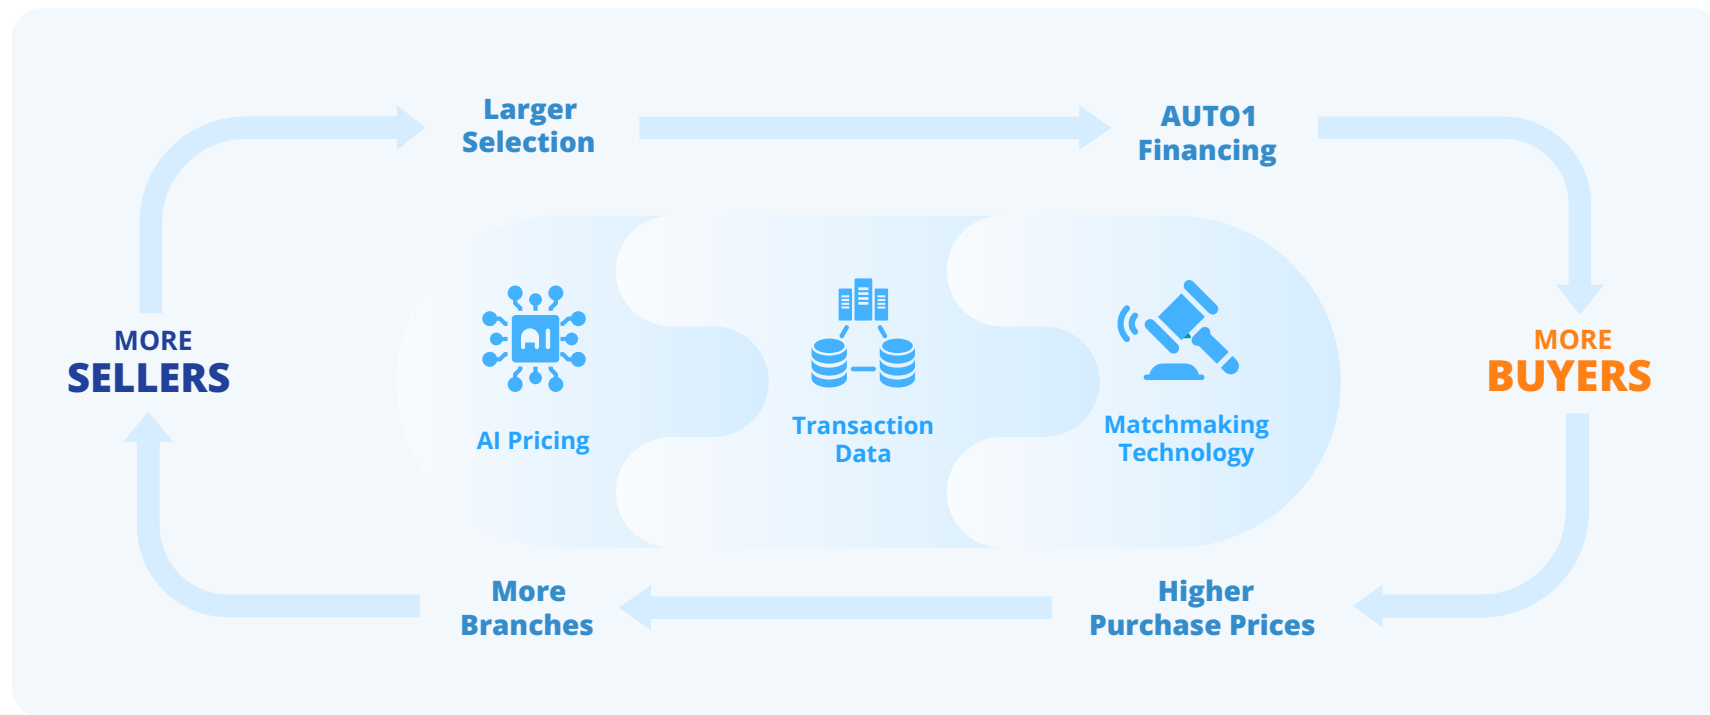 Larger
Selection
AUTO1
Financing
MORE
SELLERS
AI
AI Pricing
Transaction
Data
Matchmaking
Technology
MORE
BUYERS
More
Branches
Higher
Purchase Prices